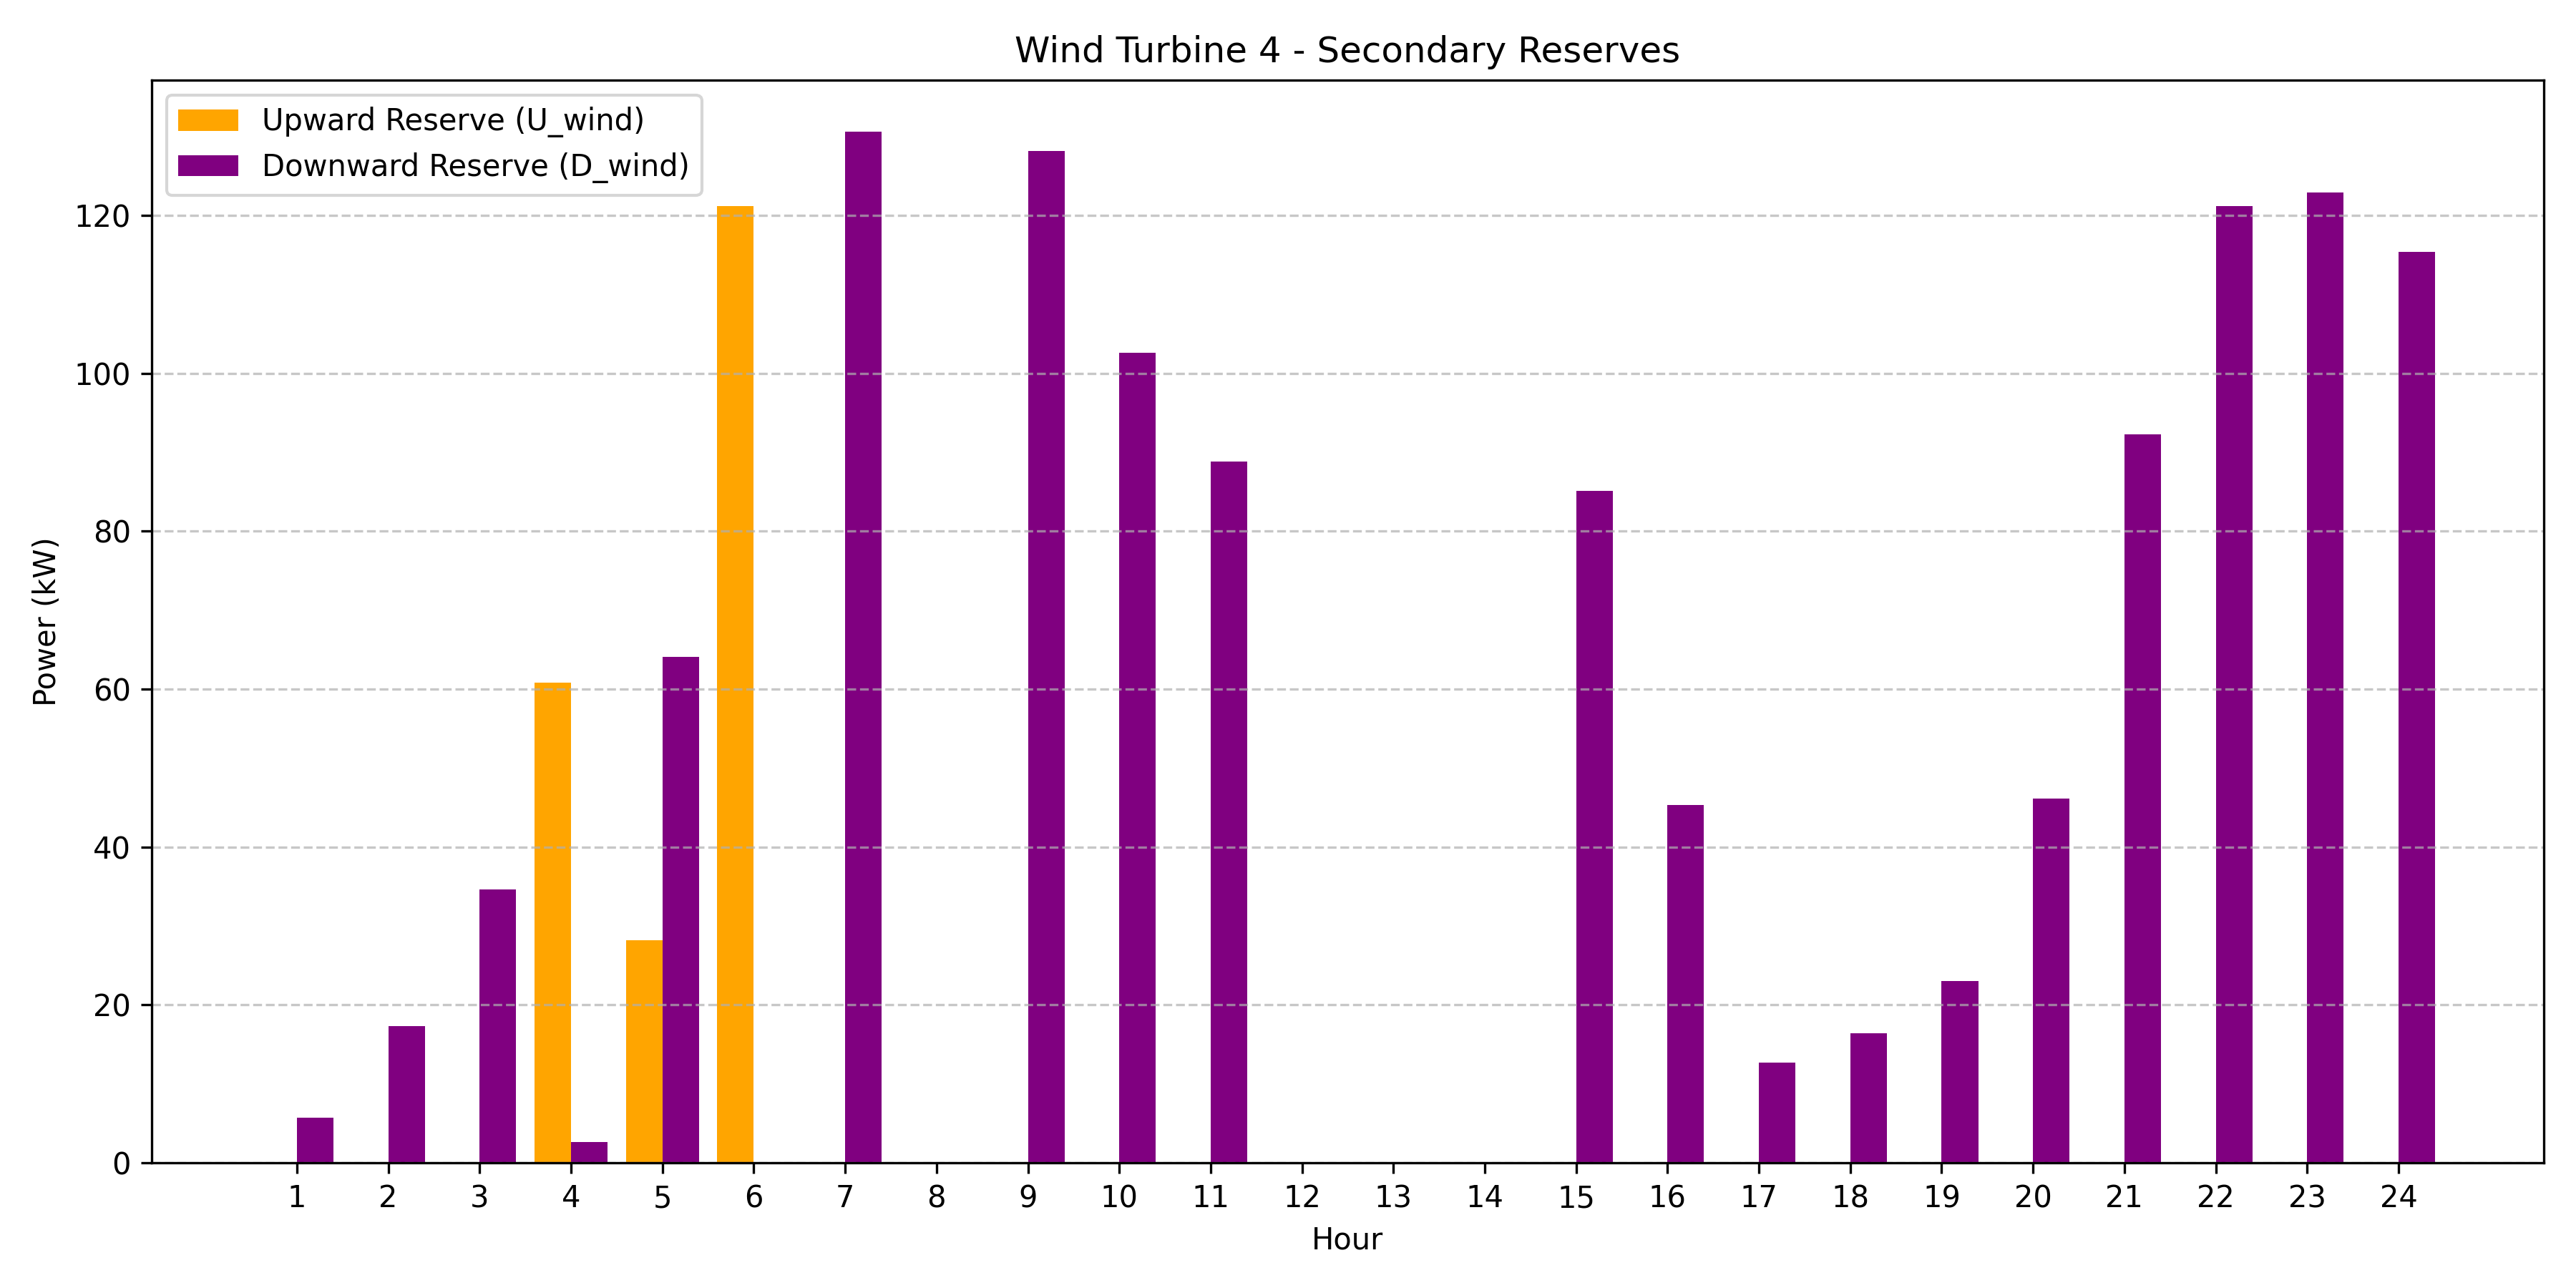 Wind Turbine 4 - Secondary Reserves
Upward Reserve (U_wind)
Downward Reserve (D_wind)
Power (kW)
120
100
80
60
40
20
0
1 2 3 4 5 6 7 8 9 10 11 12 13 14 15 16 17 18 19 20 21 22 23 24
Hour